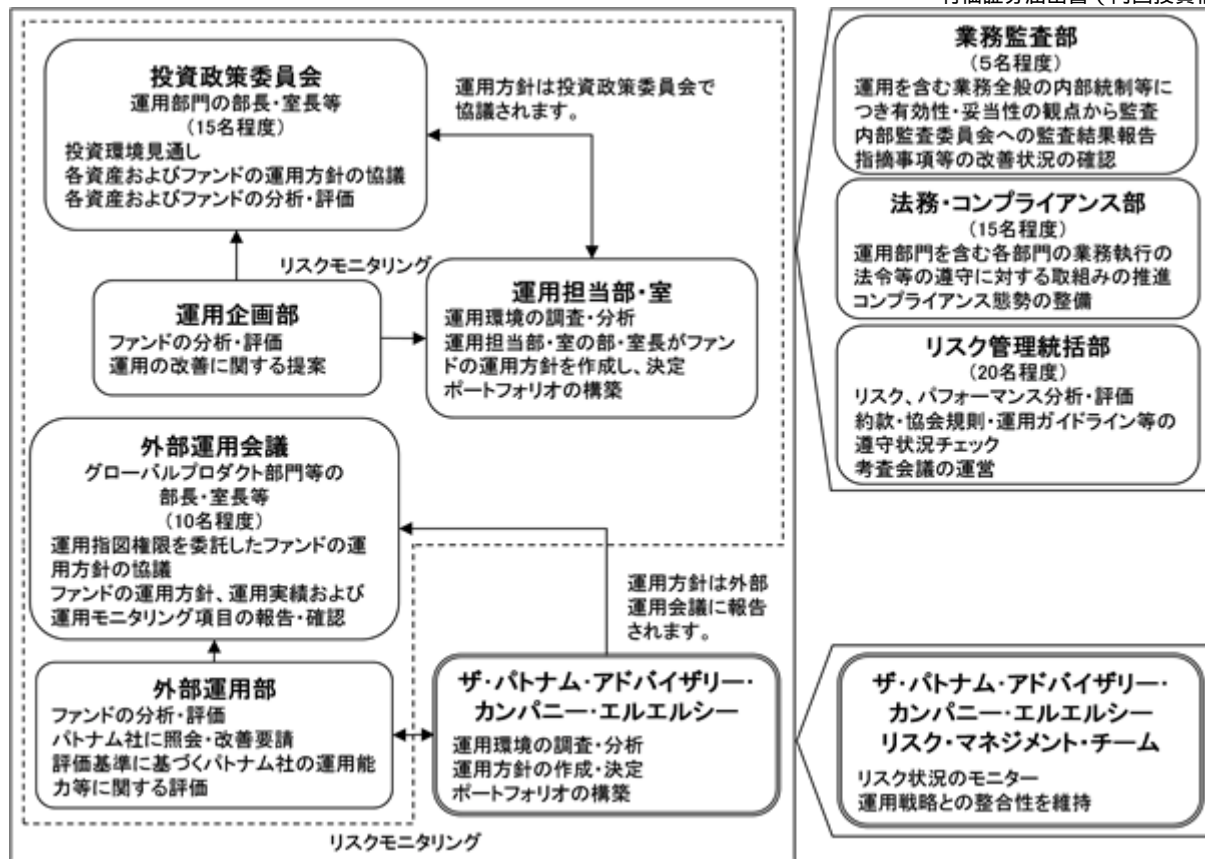 投資政策委員会
運用部門の部長・室長等
(15名程度)
投資環境見通し
各資産およびファンドの運用方針の協議
各資産およびファンドの分析・評価
運用方針は投資政策委員会で
協議されます。
リスクモニタリング
運用企画部
ファンドの分析・評価
運用の改善に関する提案
運用担当部・室
運用環境の調査・分析
運用担当部・室の部・室長がファン
ドの運用方針を作成し、決定
ポートフォリオの構築
外部運用会議
グローバルプロダクト部門等の
部長・室長等
(10名程度)
運用指図権限を委託したファンドの運
用方針の協議
ファンドの運用方針、運用実績および
運用モニタリング項目の報告・確認
運用方針は外部
運用会議に報告
されます。
外部運用部
ファンドの分析・評価
パトナム社に照会・改善要請
評価基準に基づくパトナム社の運用能
力等に関する評価
ザ・パトナム・アドバイザリー・
カンパニー・エルエルシー
運用環境の調査・分析
運用方針の作成・決定
ポートフォリオの構築
リスクモニタリング
業務監査部
(5名程度)
運用を含む業務全般の内部統制等に
つき有効性・妥当性の観点から監査
内部監査委員会への監査結果報告
指摘事項等の改善状況の確認
法務・コンプライアンス部
(15名程度)
運用部門を含む各部門の業務執行の
法令等の遵守に対する取組みの推進
コンプライアンス態勢の整備
リスク管理統括部
(20名程度)
リスク、パフォーマンス分析・評価
約款・協会規則・運用ガイドライン等の
遵守状況チェック
考査会議の運営
ザ・パトナム・アドバイザリー・
カンパニー・エルエルシー
リスク・マネジメント・チーム
リスク状況のモニター
運用戦略との整合性を維持